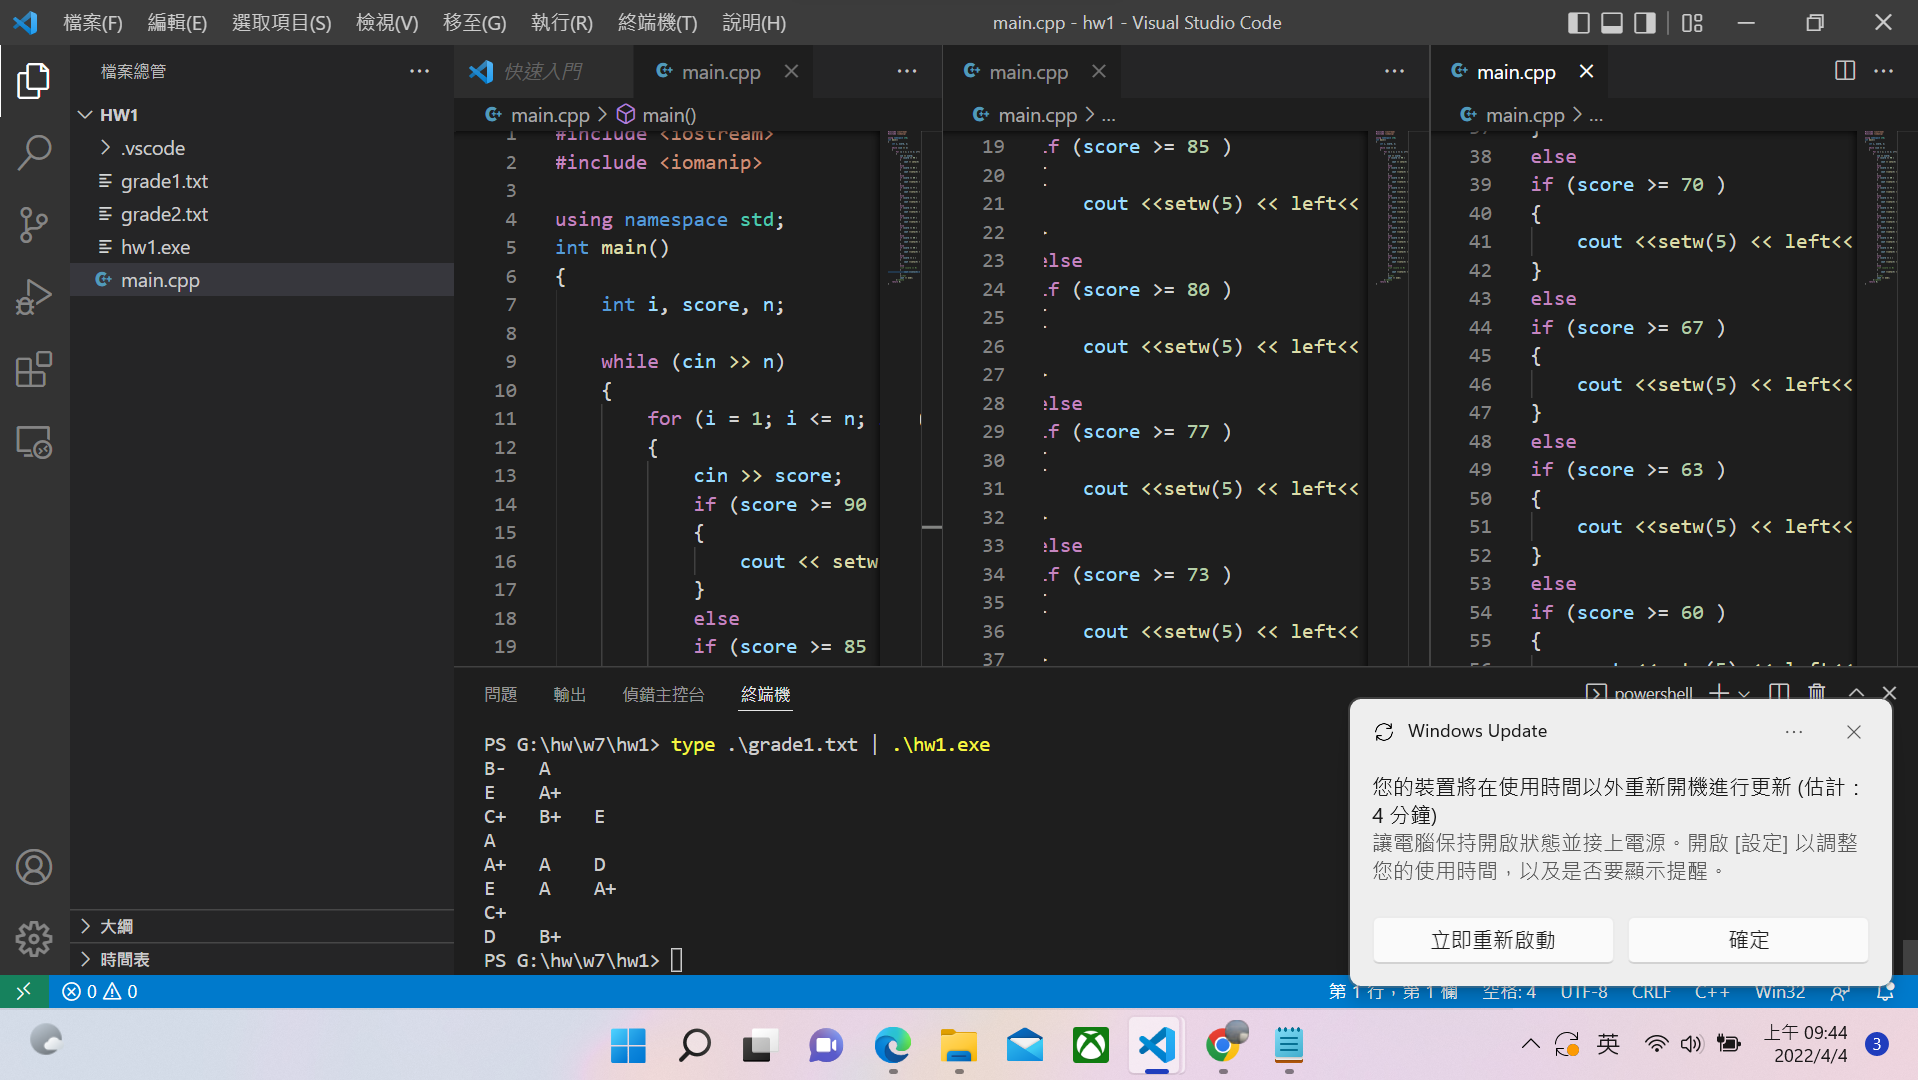 檔案(F) 編輯(E) 選取項目(S) 檢視(V) 移至(G) 執行(R) 終端機(T) 說明(H) main.cpp - hw1 - Visual Studio Code
檔案總管
HW1
.vscode
grade1.txt
grade2.txt
hw1.exe
main.cpp
大綱
時間表
快速入門 main.cpp
main.cpp > main()
1 #include <iostream>
2 #include <iomanip>
3
4 using namespace std;
5 int main()
6 {
7 int i, score, n;
8
9 while (cin >> n)
10 {
11 for (i = 1; i <= n;
12 {
13 cin >> score;
14 if (score >= 90
15 {
16 cout << setw
17 }
18 else
19 if (score >= 85
main.cpp
main.cpp > ...
19 if (score >= 85 )
20
21 cout <<setw(5) << left<<
22
23 else
24 if (score >= 80 )
25
26 cout <<setw(5) << left<<
27
28 else
29 if (score >= 77 )
30
31 cout <<setw(5) << left<<
32
33 else
34 if (score >= 73 )
35
36 cout <<setw(5) << left<<
37
main.cpp
main.cpp > ...
37 }
38 else
39 if (score >= 70 )
40 {
41 cout <<setw(5) << left<<
42 }
43 else
44 if (score >= 67 )
45 {
46 cout <<setw(5) << left<<
47 }
48 else
49 if (score >= 63 )
50 {
51 cout <<setw(5) << left<<
52 }
53 else
54 if (score >= 60 )
55 {
問題 輸出 偵錯主控台 終端機 powershell
PS G:\hw\w7\hw1> type .\grade1.txt | .\hw1.exe
B- A
E A+
C+ B+ E
A
A+ A D
E A A+
C+
D B+
PS G:\hw\w7\hw1>
Windows Update
您的裝置將在使用時間以外重新開機進行更新 (估計：
4 分鐘)
讓電腦保持開啟狀態並接上電源。開啟 [設定] 以調整
您的使用時間，以及是否要顯示提醒。
立即重新啟動 確定
0 0 第 1 行，第 1 欄 空格: 4 UTF-8 CRLF C++ Win32
英 上午 09:44
2022/4/4 3